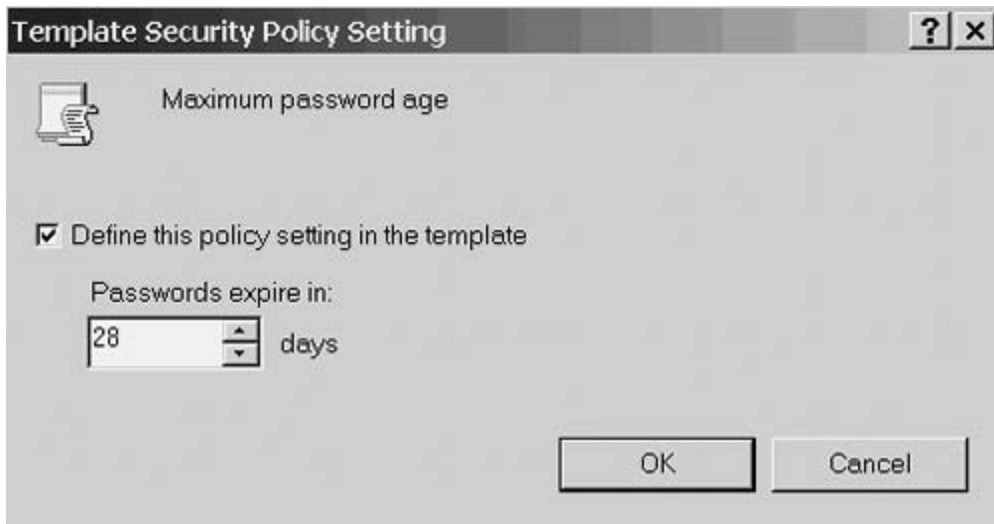 Template Security Policy Setting
Maximum password age
Define this policy setting in the template
Passwords expire in:
28 days
OK Cancel